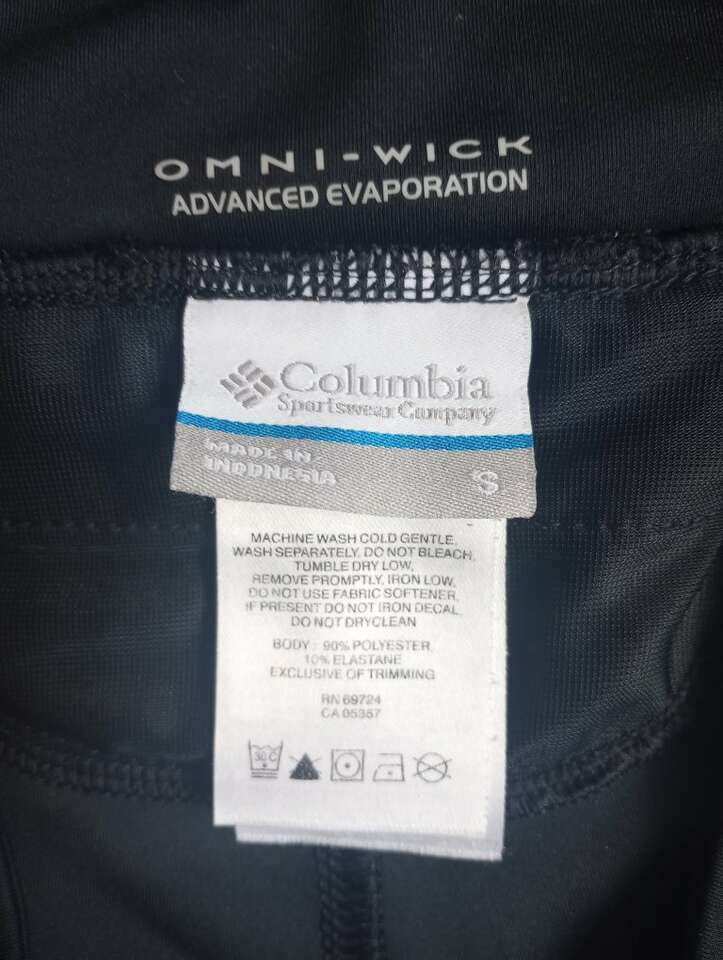 OMNI-WICK
ADVANCED EVAPORATION
Columbia
Sportswear Company
MADE IN
INDONESIA
S
MACHINE WASH COLD GENTLE.
WASH SEPARATELY. DO NOT BLEACH.
TUMBLE DRY LOW.
REMOVE PROMPTLY. IRON LOW.
DO NOT USE FABRIC SOFTENER.
IF PRESENT DO NOT IRON DECAL.
DO NOT DRYCLEAN
BODY : 90% POLYESTER,
10% ELASTANE
EXCLUSIVE OF TRIMMING
RN 69724
CA 05357
30 C